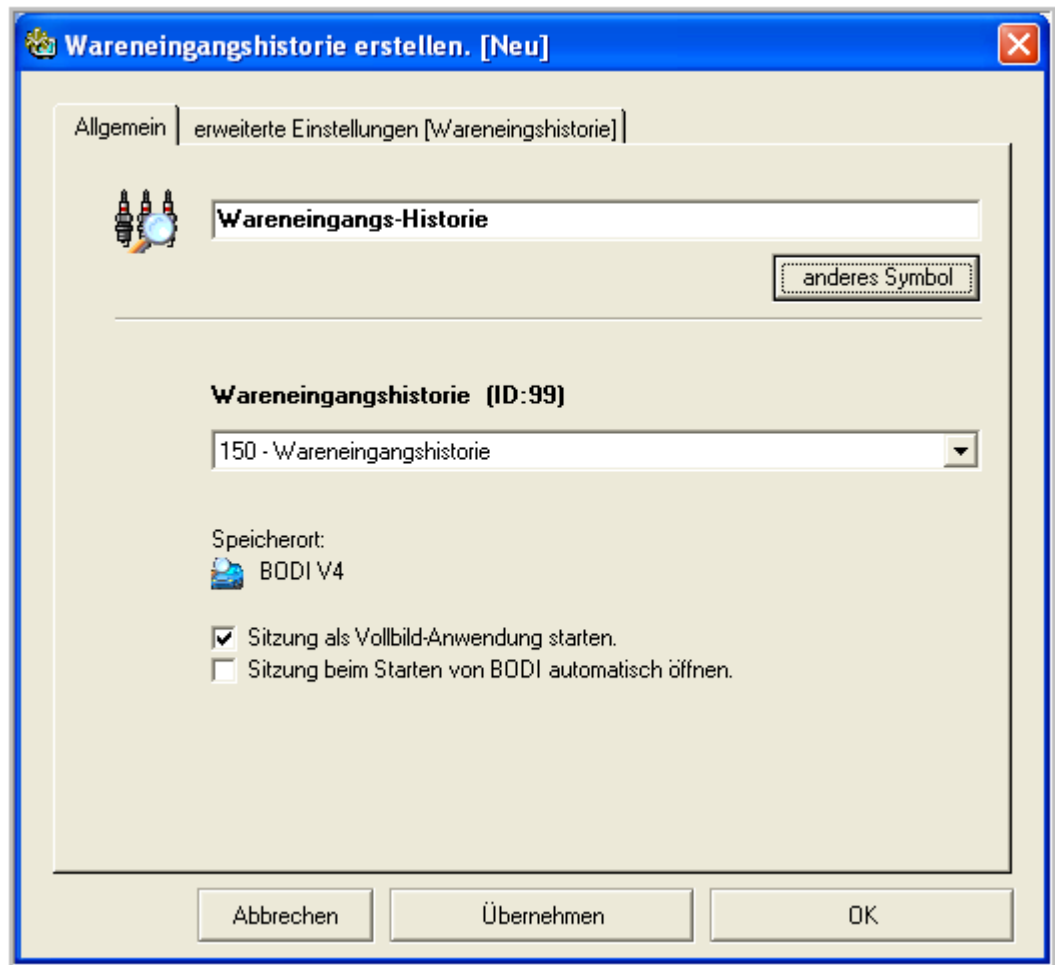 Wareneingangshistorie erstellen. [Neu]
Allgemein
erweiterte Einstellungen [Wareneingshistorie]
Wareneingangs-Historie
anderes Symbol
Wareneingangshistorie (ID:99)
150 - Wareneingangshistorie
Speicherort:
BODI V4
Sitzung als Vollbild-Anwendung starten.
Sitzung beim Starten von BODI automatisch öffnen.
Abbrechen
Übernehmen
OK